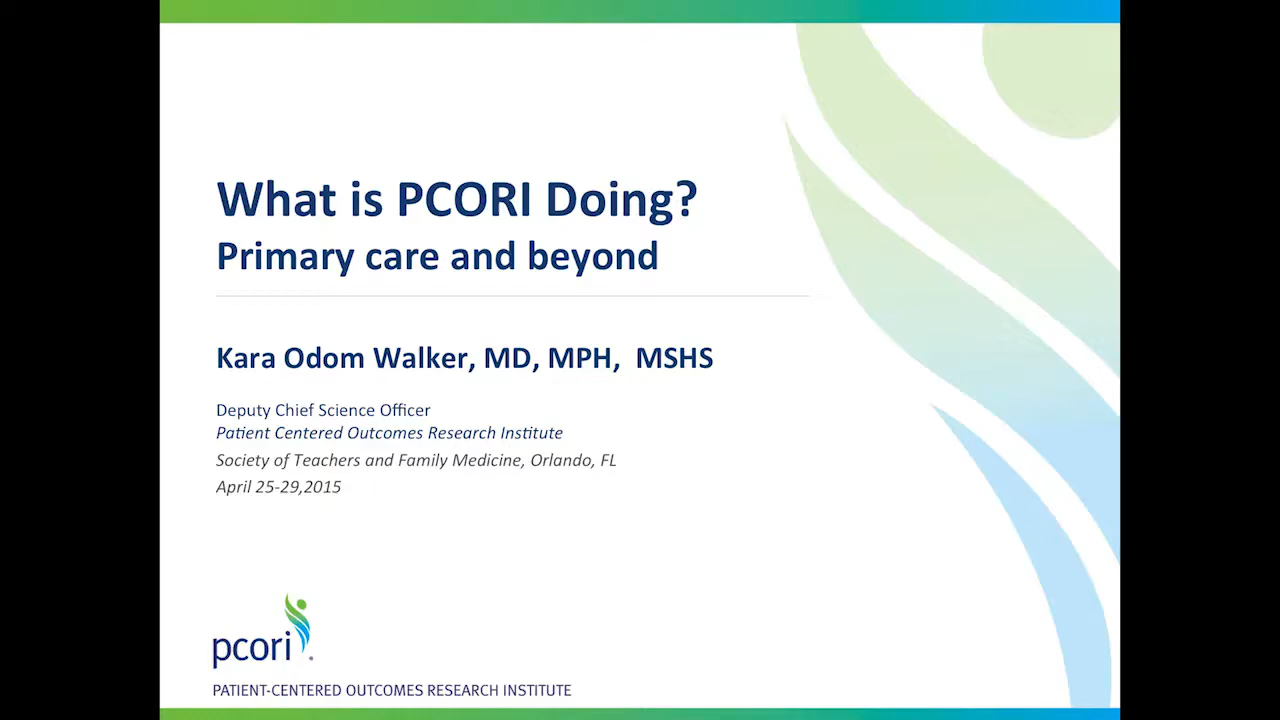 What is PCORI Doing?
Primary care and beyond
Kara Odom Walker, MD, MPH,  MSHS
Deputy Chief Science Officer
Patient Centered Outcomes Research Institute
Society of Teachers and Family Medicine, Orlando, FL
April 25-29,2015
pcori
PATIENT-CENTERED OUTCOMES RESEARCH INSTITUTE